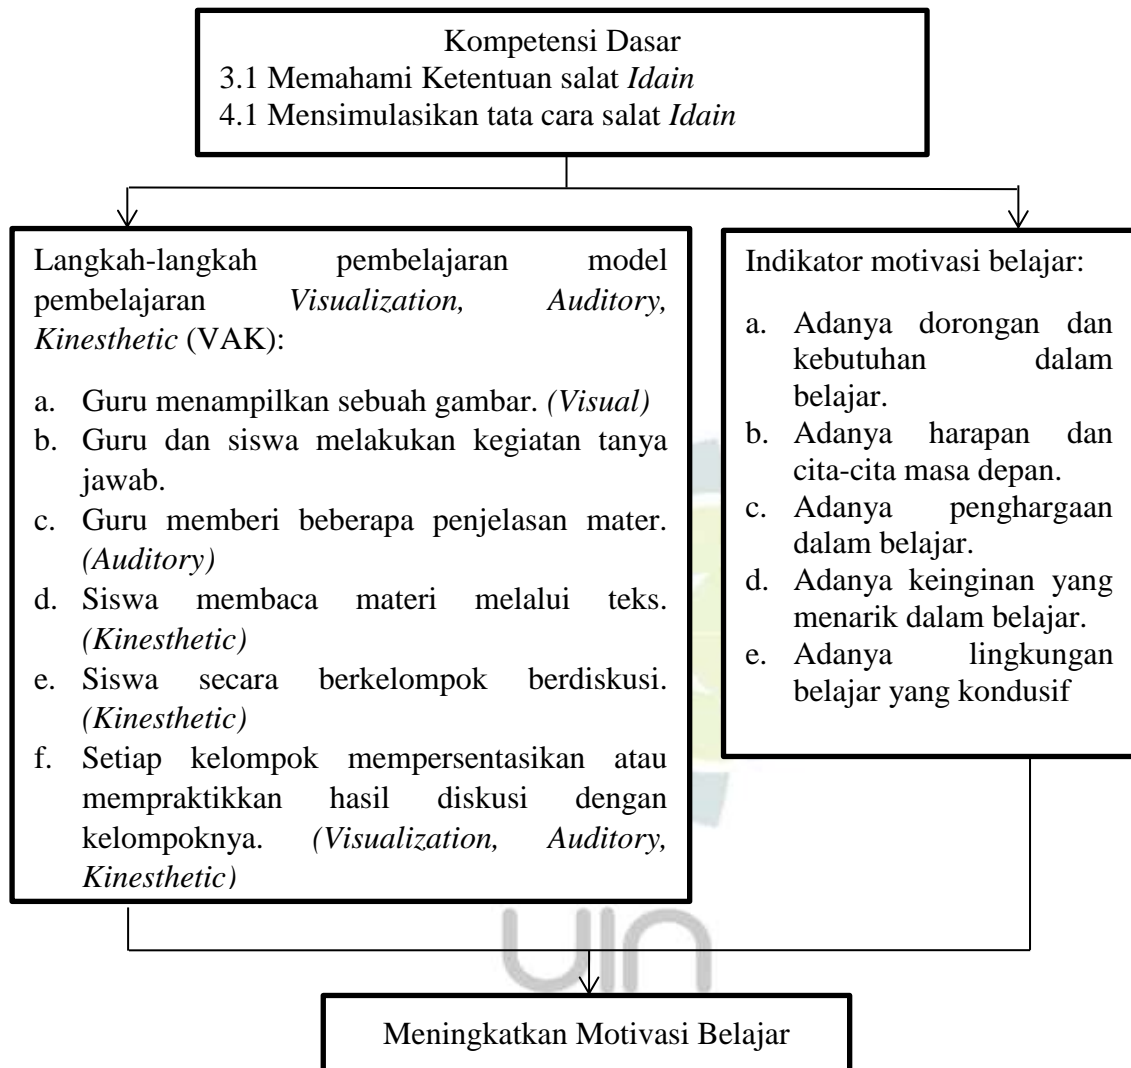 Kompetensi Dasar
3.1 Memahami Ketentuan salat Idain
4.1 Mensimulasikan tata cara salat Idain
Langkah-langkah pembelajaran model
pembelajaran Visualization, Auditory,
Kinesthetic (VAK):
a. Guru menampilkan sebuah gambar. (Visual)
b. Guru dan siswa melakukan kegiatan tanya
jawab.
c. Guru memberi beberapa penjelasan mater.
(Auditory)
d. Siswa membaca materi melalui teks.
(Kinesthetic)
e. Siswa secara berkelompok berdiskusi.
(Kinesthetic)
f. Setiap kelompok mempersentasikan atau
mempraktikkan hasil diskusi dengan
kelompoknya. (Visualization, Auditory,
Kinesthetic)
Indikator motivasi belajar:
a. Adanya dorongan dan
kebutuhan dalam
belajar.
b. Adanya harapan dan
cita-cita masa depan.
c. Adanya penghargaan
dalam belajar.
d. Adanya keinginan yang
menarik dalam belajar.
e. Adanya lingkungan
belajar yang kondusif
uin
Meningkatkan Motivasi Belajar